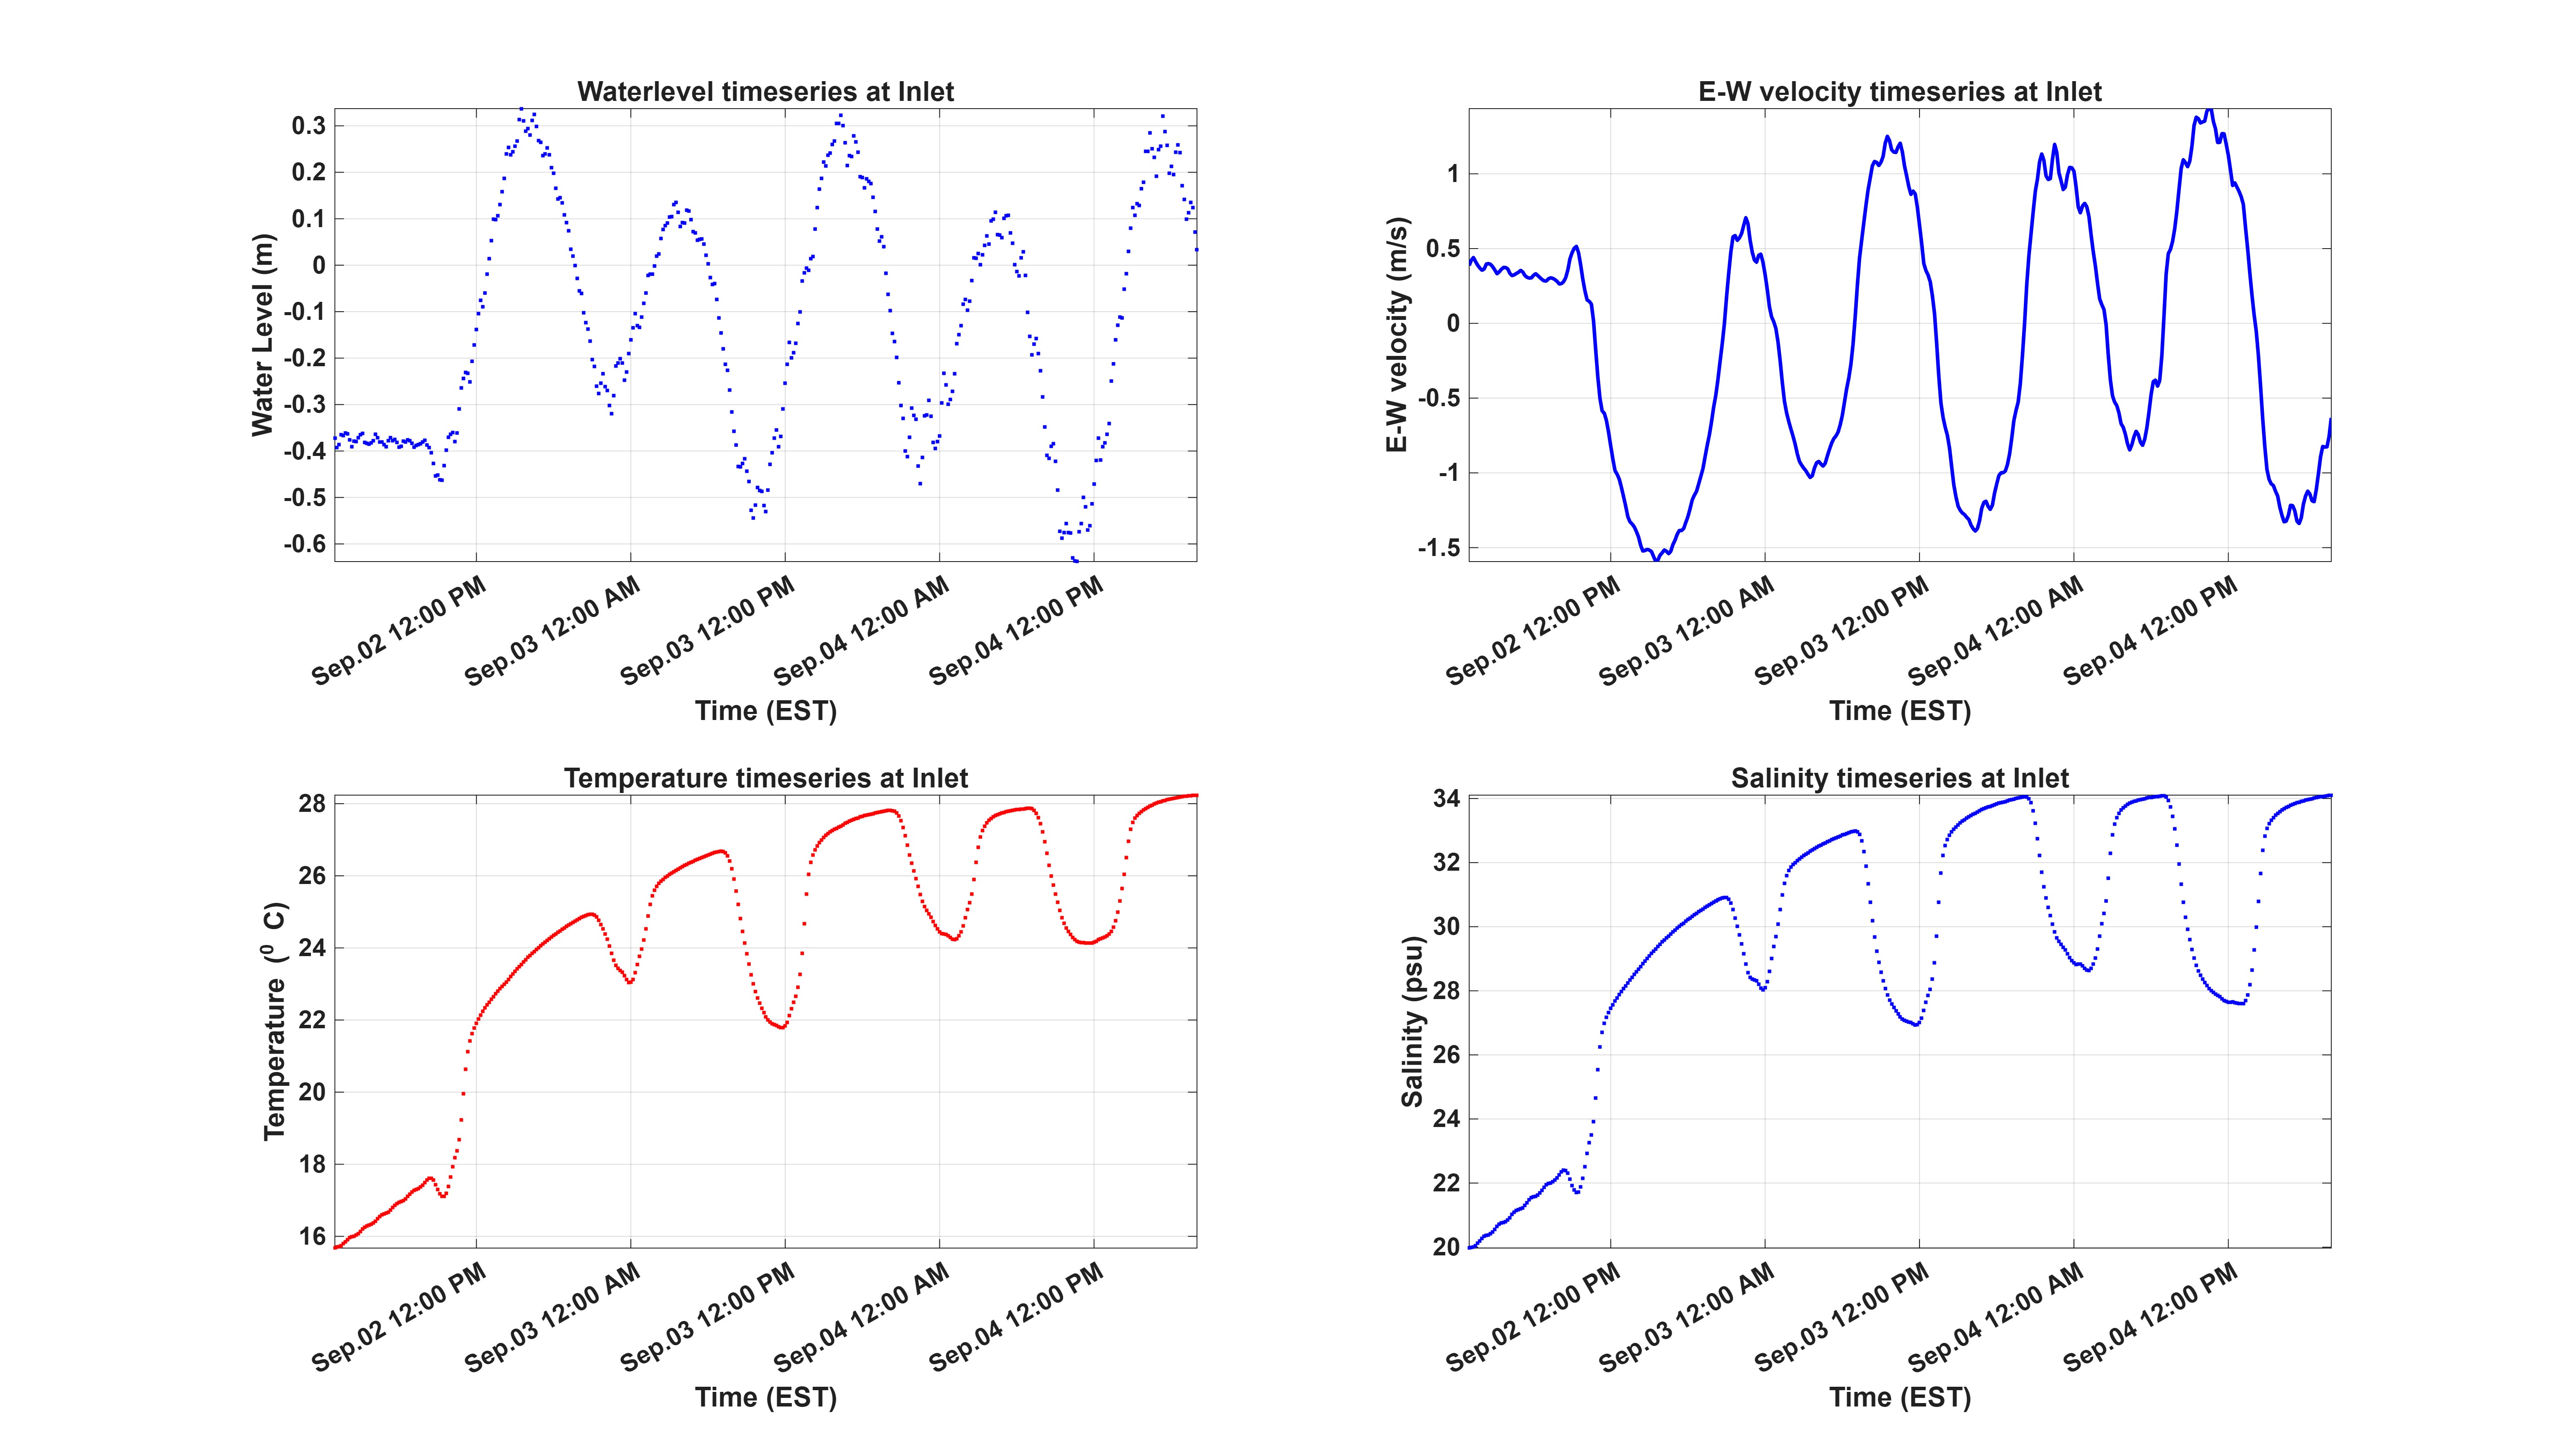 Waterlevel timeseries at Inlet
0.3
0.2
0.1
0
-0.1
-0.2
-0.3
-0.4
-0.5
-0.6
Water Level (m)
Sep.02 12:00 PM
Sep.03 12:00 AM
Sep.03 12:00 PM
Sep.04 12:00 AM
Sep.04 12:00 PM
Time (EST)
E-W velocity timeseries at Inlet
1
0.5
0
-0.5
-1
-1.5
E-W velocity (m/s)
Sep.02 12:00 PM
Sep.03 12:00 AM
Sep.03 12:00 PM
Sep.04 12:00 AM
Sep.04 12:00 PM
Time (EST)
Temperature timeseries at Inlet
28
26
24
22
20
18
16
Temperature (⁰ C)
Sep.02 12:00 PM
Sep.03 12:00 AM
Sep.03 12:00 PM
Sep.04 12:00 AM
Sep.04 12:00 PM
Time (EST)
Salinity timeseries at Inlet
34
32
30
28
26
24
22
20
Salinity (psu)
Sep.02 12:00 PM
Sep.03 12:00 AM
Sep.03 12:00 PM
Sep.04 12:00 AM
Sep.04 12:00 PM
Time (EST)